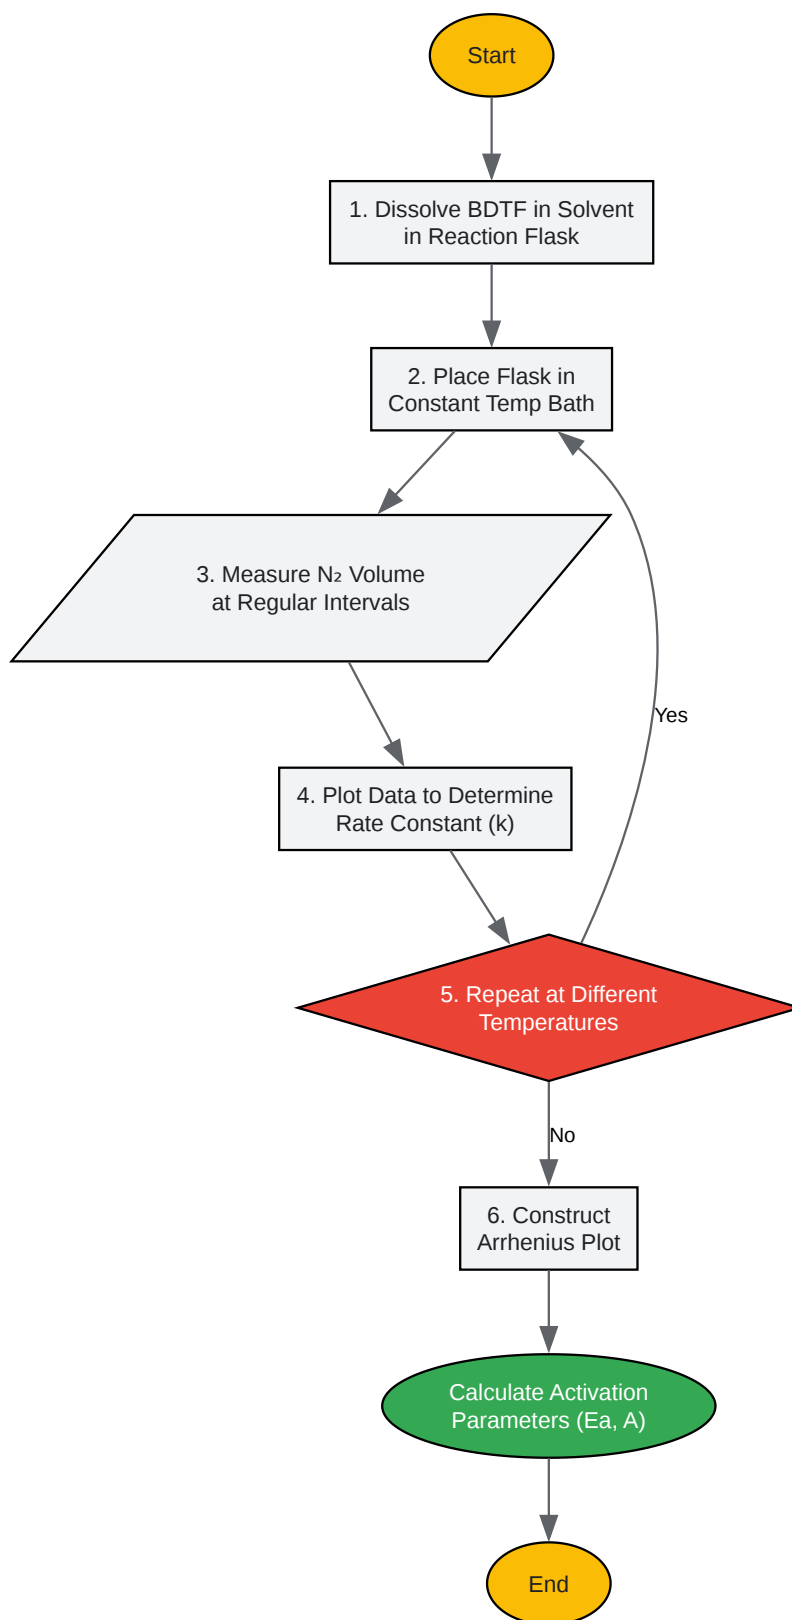 Start
1. Dissolve BDTF in Solvent
in Reaction Flask
2. Place Flask in
Constant Temp Bath
3. Measure N₂ Volume
at Regular Intervals
Yes
4. Plot Data to Determine
Rate Constant (k)
5. Repeat at Different
Temperatures
No
6. Construct
Arrhenius Plot
Calculate Activation
Parameters (Ea, A)
End